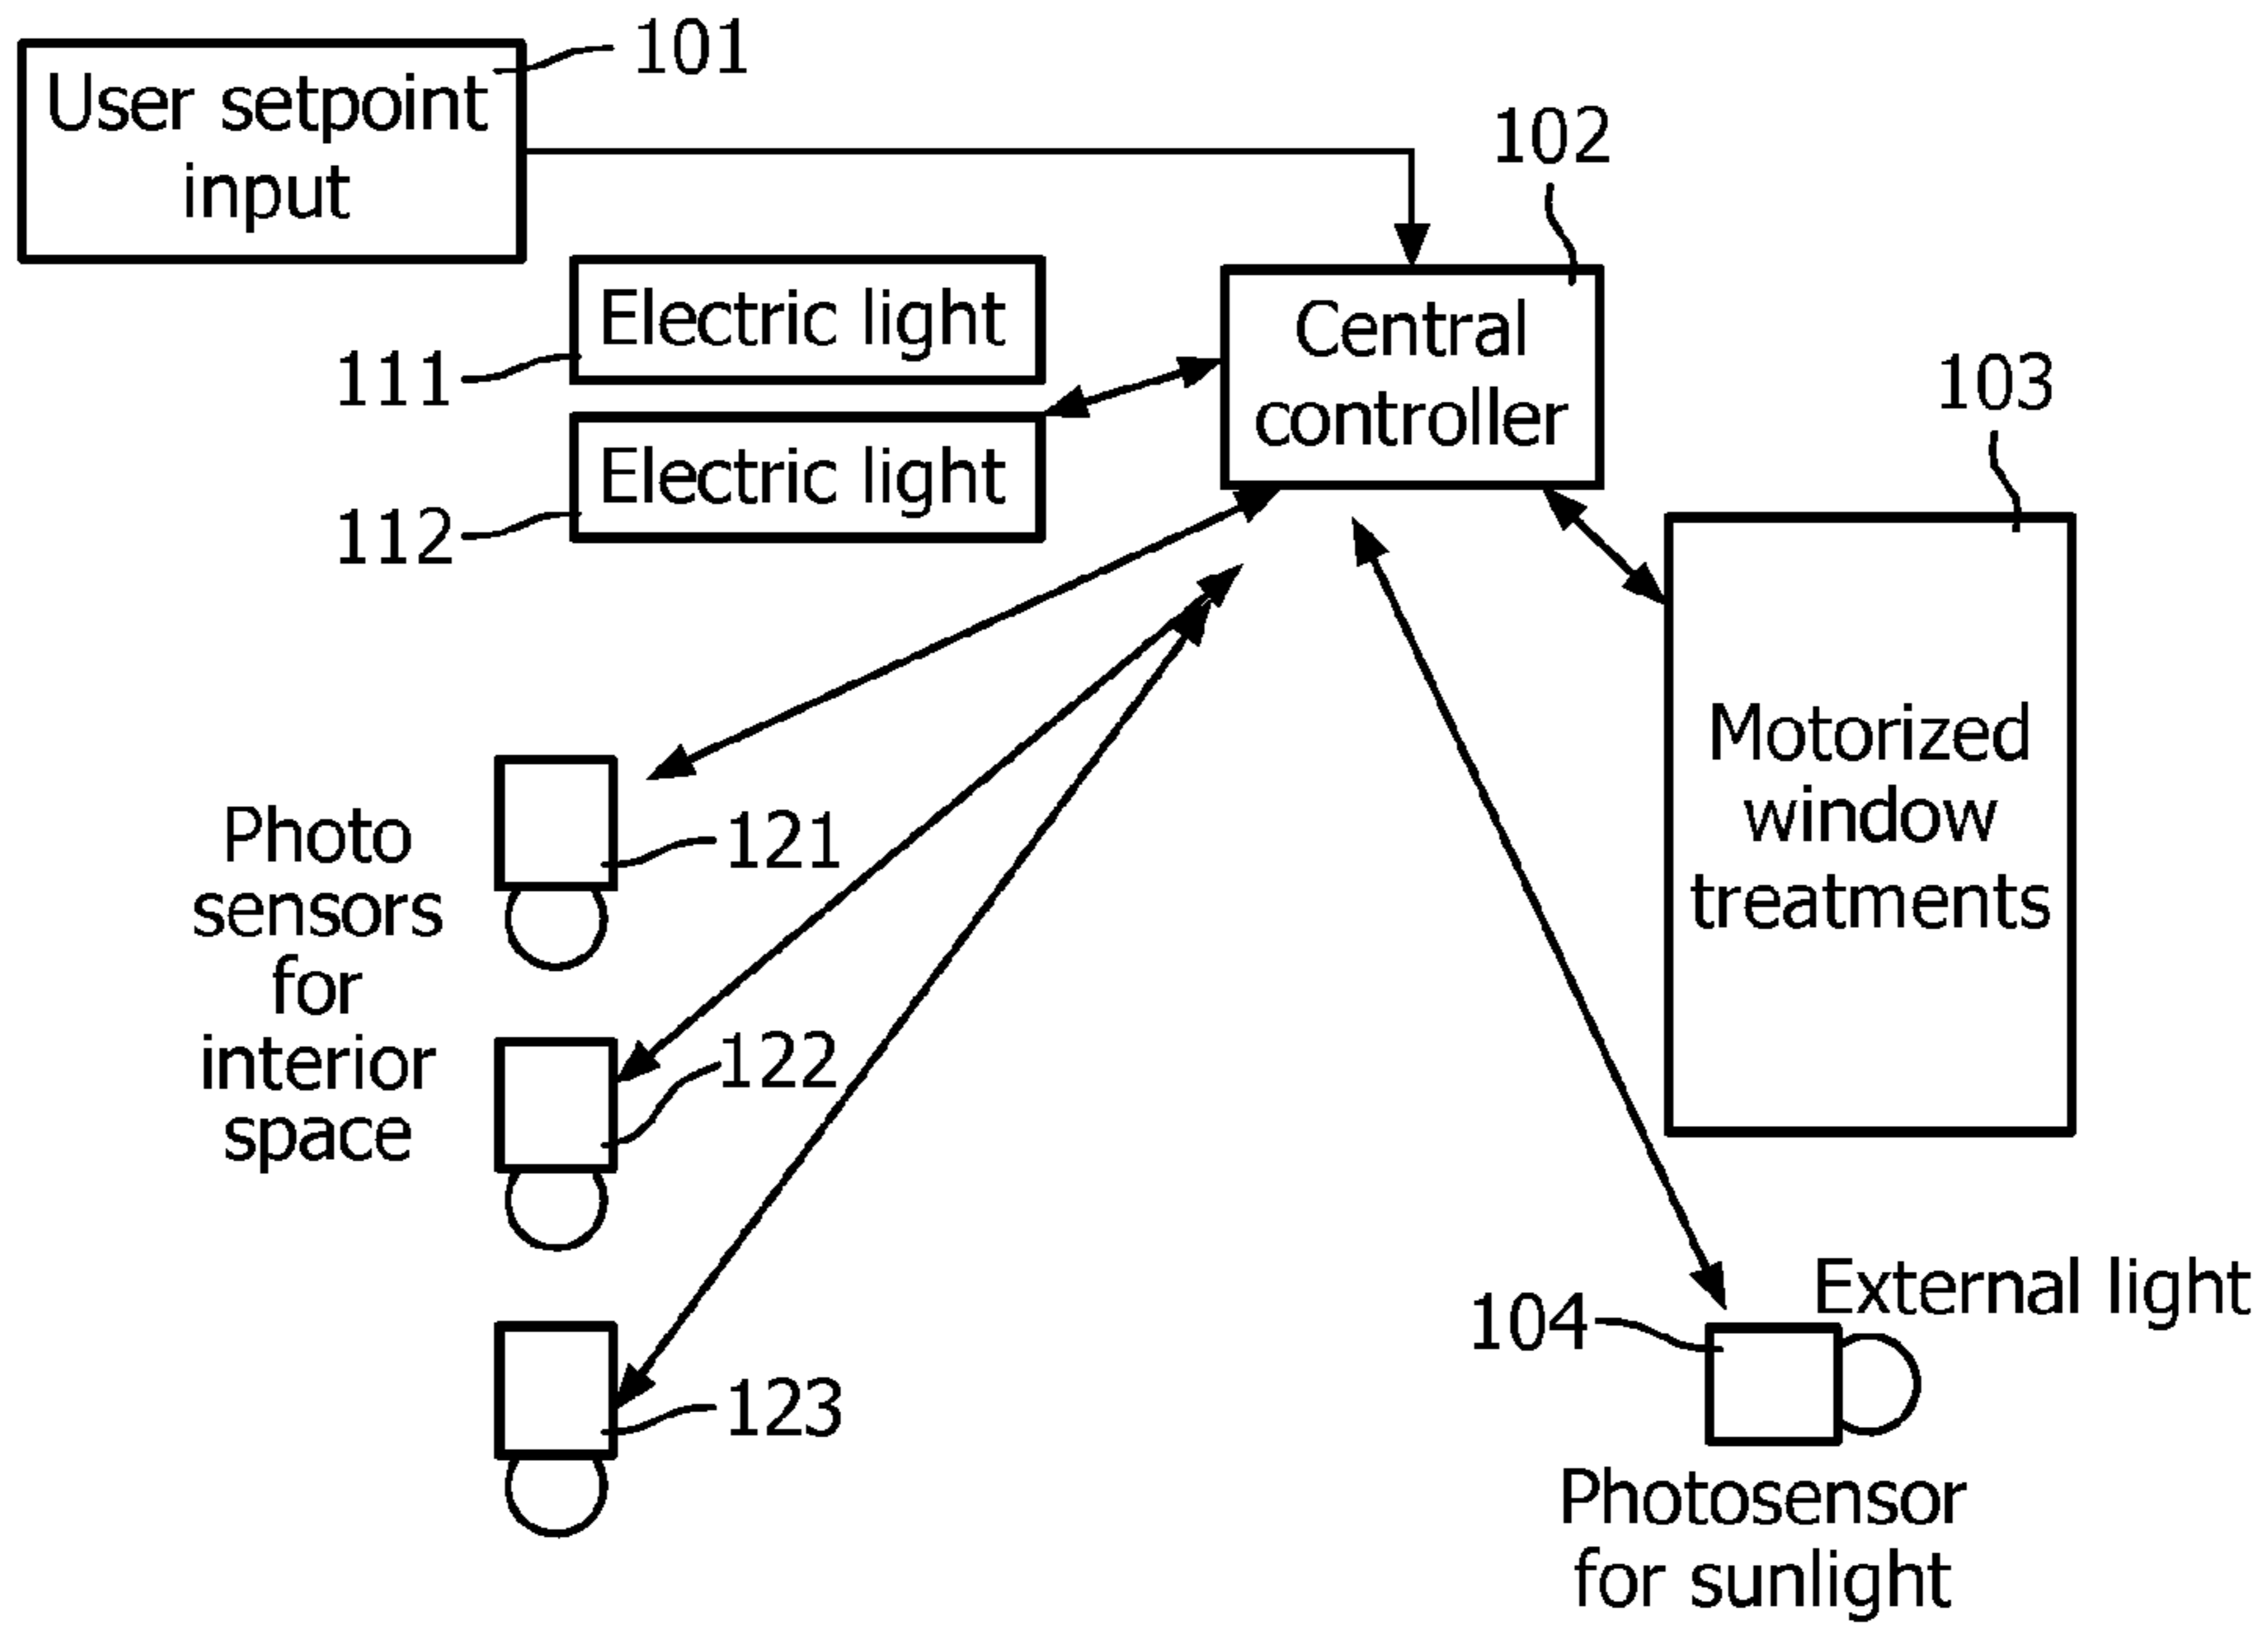 101
User setpoint
input
102
Electric light
111
Central
controller
103
Electric light
112
Motorized
window
treatments
Photo
sensors
for
interior
space
121
122
123
External light
104
Photosensor
for sunlight